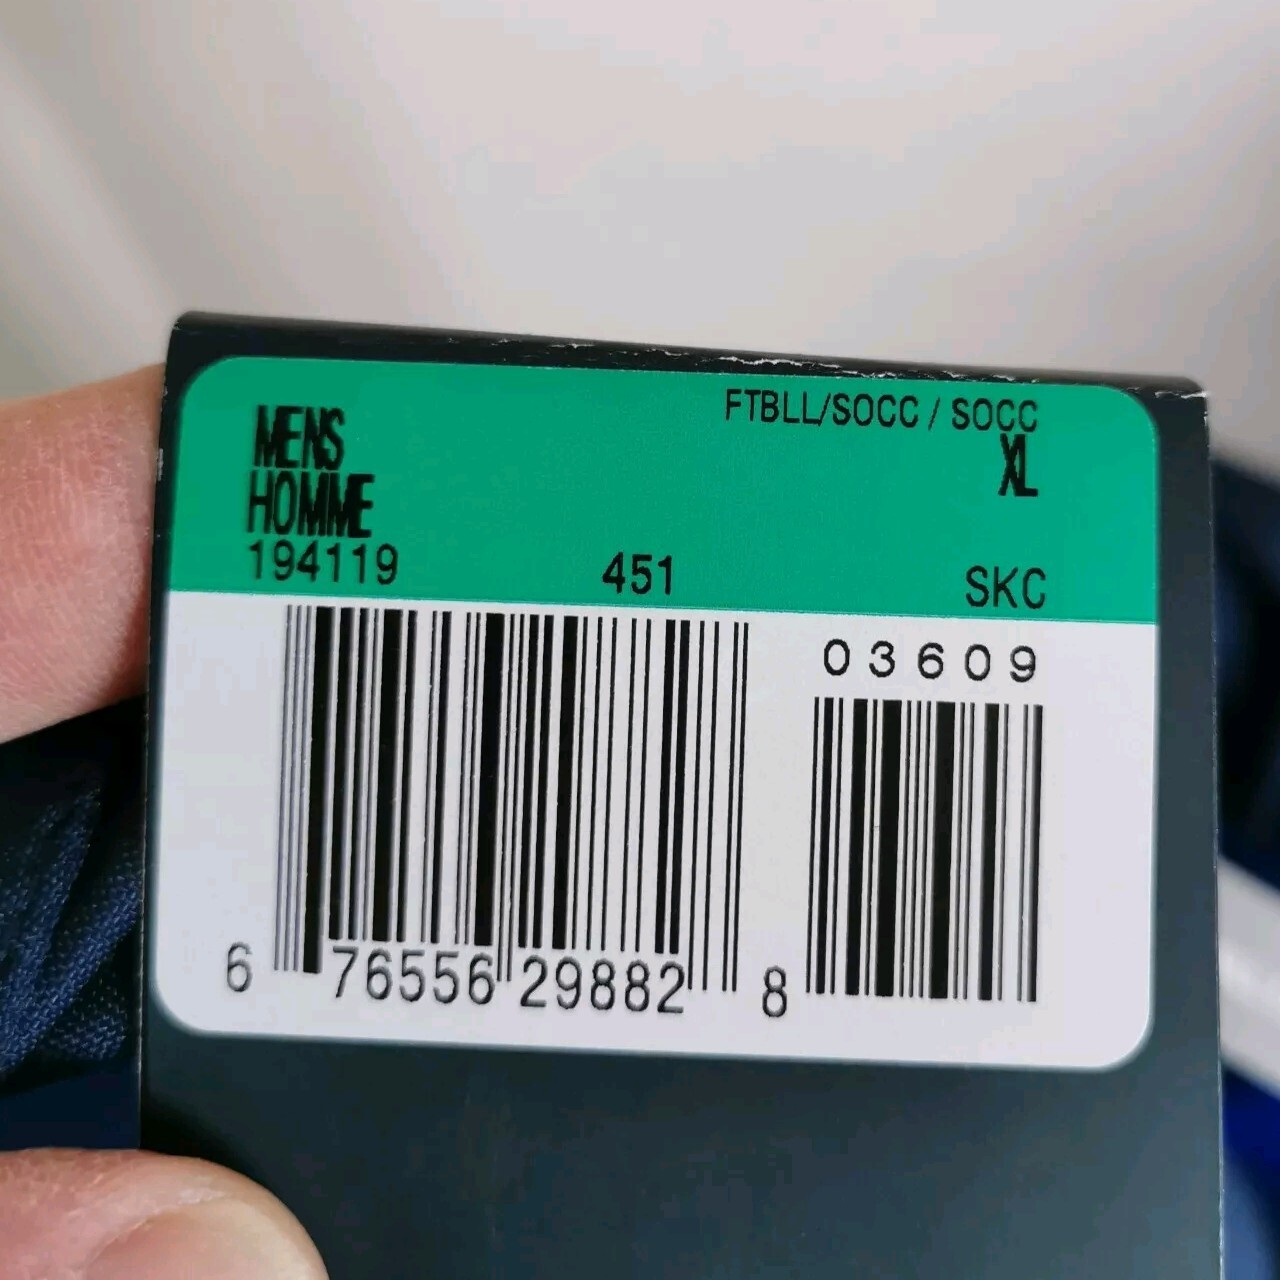 FTBLL/SOCC / SOCC
MENS
XL
HOMME
194119 451 SKC
03609
6 76556 29882 8